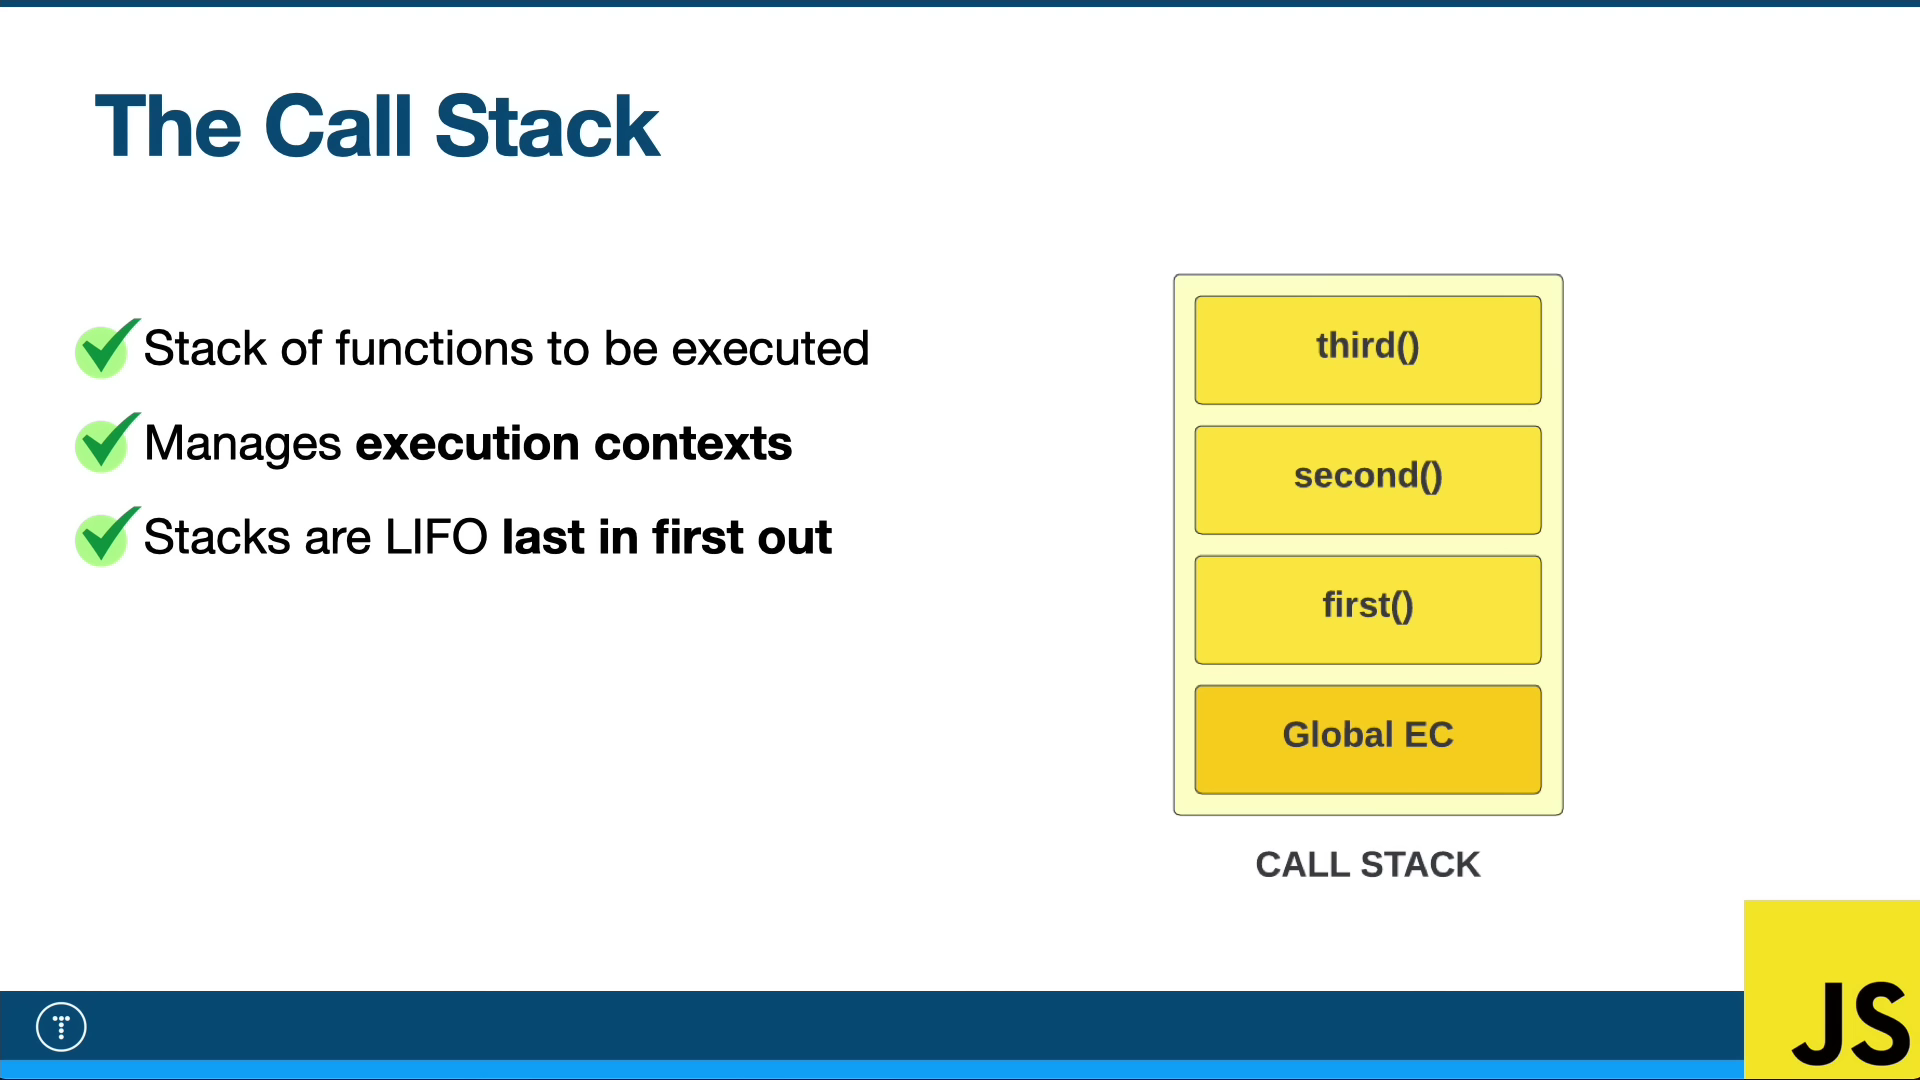 The Call Stack
Stack of functions to be executed
Manages execution contexts
Stacks are LIFO last in first out
third()
second()
first()
Global EC
CALL STACK
T
JS